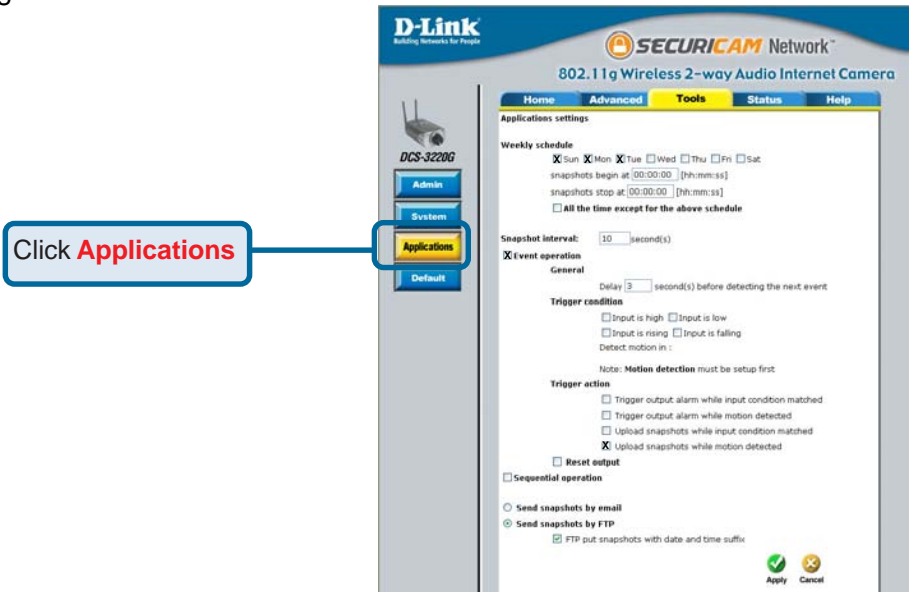 D-Link
Building Networks for People
SECURICAM Network™
802.11g Wireless 2-way Audio Internet Camera
Home Advanced Tools Status Help
DCS-3220G
Admin
System
Applications
Default
Click Applications
Applications settings
Weekly schedule
Sun Mon Tue Wed Thu Fri Sat
snapshots begin at 00:00:00 [hh:mm:ss]
snapshots stop at 00:00:00 [hh:mm:ss]
All the time except for the above schedule
Snapshot interval: 10 second(s)
Event operation
General
Delay 3 second(s) before detecting the next event
Trigger condition
Input is high Input is low
Input is rising Input is falling
Detect motion in :
Note: Motion detection must be setup first
Trigger action
Trigger output alarm while input condition matched
Trigger output alarm while motion detected
Upload snapshots while input condition matched
Upload snapshots while motion detected
Reset output
Sequential operation
Send snapshots by email
Send snapshots by FTP
FTP put snapshots with date and time suffix
Apply Cancel